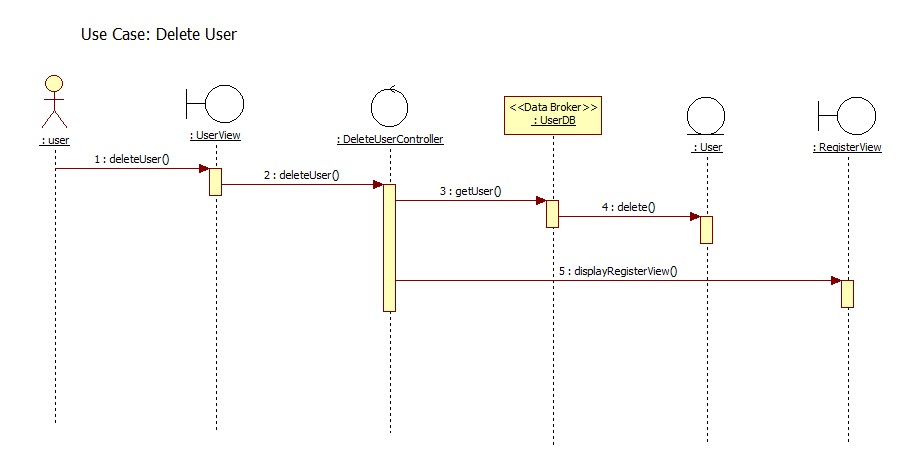 Use Case: Delete User
<<Data Broker>>
: UserDB
: user
: UserView
: DeleteUserController
: User
: RegisterView
1 : deleteUser()
2 : deleteUser()
3 : getUser()
4 : delete()
5 : displayRegisterView()